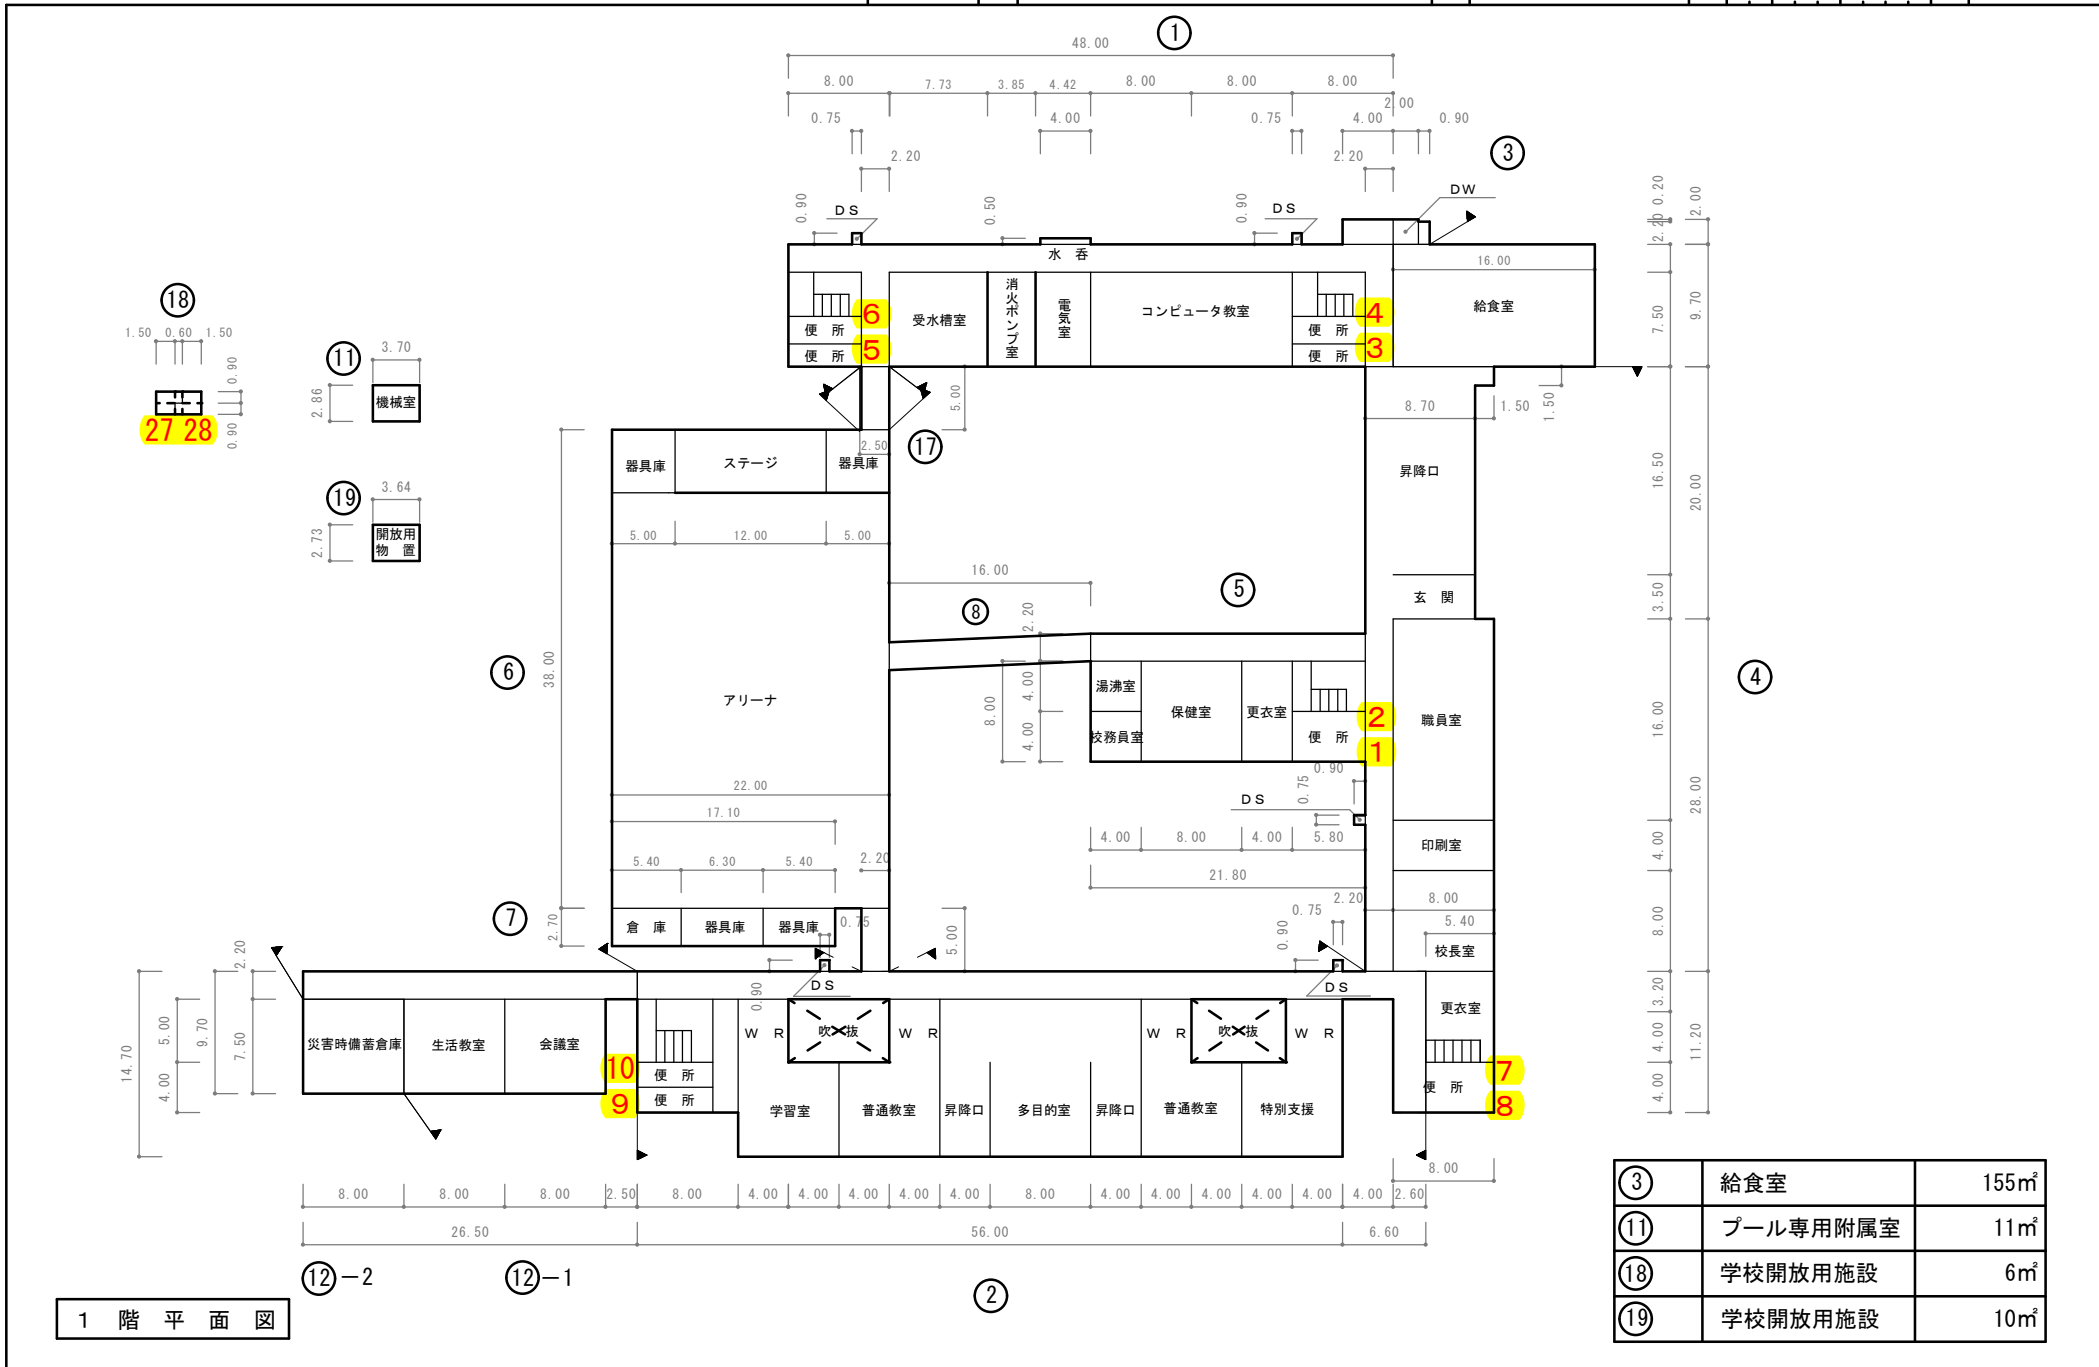 ①
48.00
8.00 7.73 3.85 4.42 8.00 8.00 8.00
2.00
0.75 4.00 0.75 4.00 0.90
2.20 2.20
③
DW
0.90 DS 0.50 0.90 DS
0.20 2.00
2.20
水 呑
16.00
⑱
1.50 0.60 1.50
0.90
0.90
27 28
⑪
3.70
2.86
機械室
⑲
3.64
2.73
開放用
物 置
6
便 所
5
便 所
受水槽室
消火ポンプ室
電気室
コンピュータ教室
4
便 所
3
便 所
給食室
7.50 9.70
5.00
8.70 1.50 1.50
⑰
2.50
器具庫 ステージ 器具庫
昇降口
16.50 20.00
5.00 12.00 5.00
16.00
⑤
⑧
2.20
玄 関
3.50
⑥
38.00
アリーナ
8.00 4.00 4.00
湯沸室
校務員室
保健室
更衣室
2
便 所
1
職員室
16.00
④
0.90
0.75
DS
22.00
17.10
4.00 8.00 4.00 5.80
印刷室
4.00
28.00
5.40 6.30 5.40 2.20
21.80
2.20 8.00
⑦
2.70
倉 庫 器具庫 器具庫
0.75
5.00
0.75
0.90
5.40
校長室
8.00
2.20
DS
0.90
DS
14.70 5.00 4.00 9.70 7.50
災害時備蓄倉庫 生活教室 会議室
10
便 所
9
便 所
W R 吹抜 W R W R 吹抜 W R
更衣室
7
便 所
8
3.20
4.00
4.00
11.20
学習室 普通教室 昇降口 多目的室 昇降口 普通教室 特別支援
8.00
8.00 8.00 8.00 2.50 8.00 4.00 4.00 4.00 4.00 4.00 8.00 4.00 4.00 4.00 4.00 4.00 4.00 2.60
26.50 56.00 6.60
⑫-2 ⑫-1
②
1 階 平 面 図
③ 給食室 155㎡
⑪ プール専用附属室 11㎡
⑱ 学校開放用施設 6㎡
⑲ 学校開放用施設 10㎡